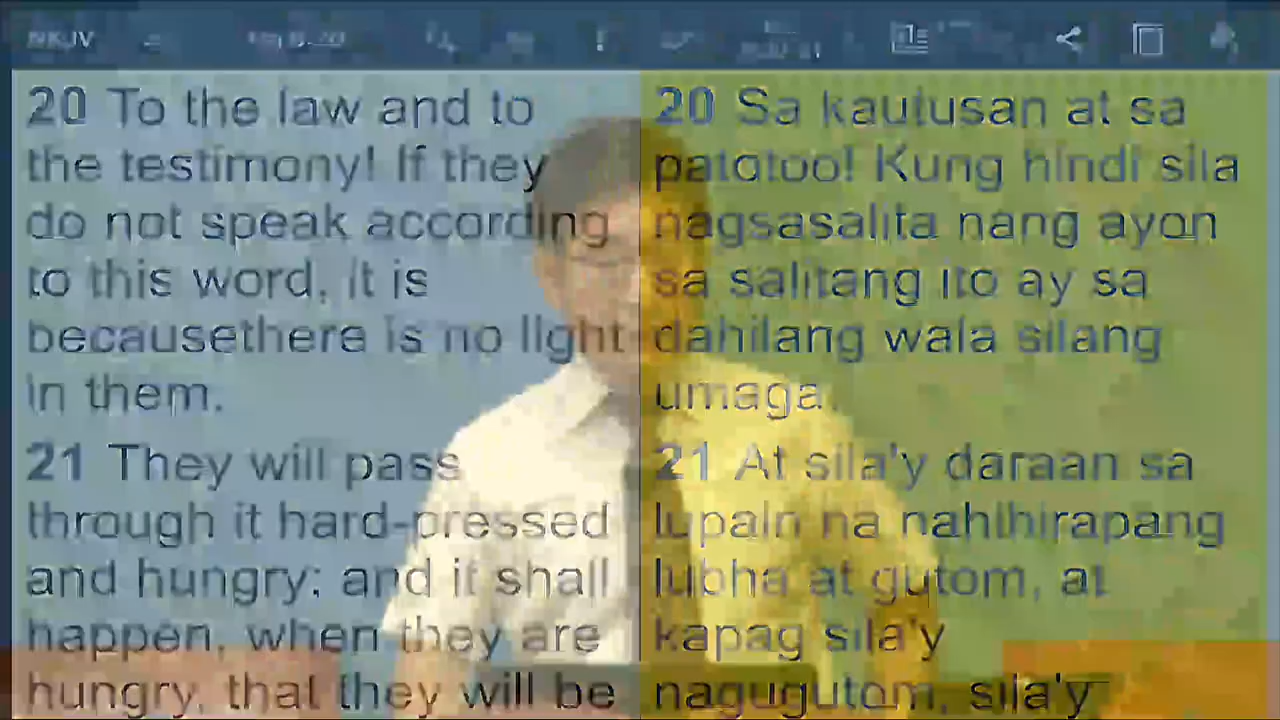 NKJV
20 To the law and to
the testimony! If they
do not speak according
to this word, it is
becausethere is no light
in them.
21 They will pass
through it hard-pressed
and hungry; and it shall
happen, when they are
hungry, that they will be
20 Sa kautusan at sa
patotoo! Kung hindi sila
nagsasalita nang ayon
sa salitang ito ay sa
dahilang wala silang
umaga
21 At sila'y daraan sa
lupain na nahihirapang
lubha at gutom, at
kapag sila'y
nagugutom, sila'y